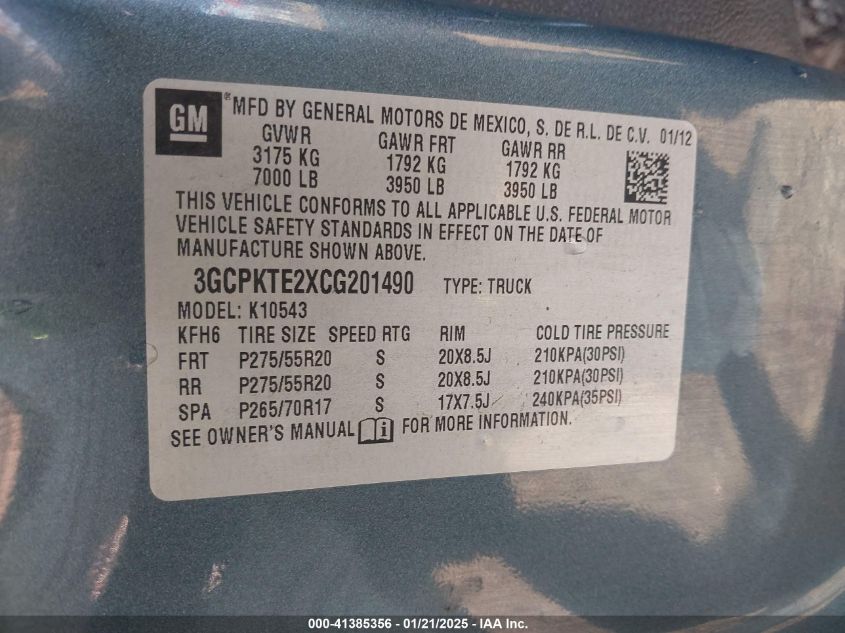 GM ® MFD BY GENERAL MOTORS DE MEXICO, S. DE R.L. DE C.V. 01/12
GVWR GAWR FRT GAWR RR
3175 KG 1792 KG 1792 KG
7000 LB 3950 LB 3950 LB
THIS VEHICLE CONFORMS TO ALL APPLICABLE U.S. FEDERAL MOTOR
VEHICLE SAFETY STANDARDS IN EFFECT ON THE DATE OF
MANUFACTURE SHOWN ABOVE.
3GCPKTE2XCG201490 TYPE: TRUCK
MODEL: K10543
KFH6 TIRE SIZE SPEED RTG RIM COLD TIRE PRESSURE
FRT P275/55R20 S 20X8.5J 210KPA(30PSI)
RR P275/55R20 S 20X8.5J 210KPA(30PSI)
SPA P265/70R17 S 17X7.5J 240KPA(35PSI)
SEE OWNER'S MANUAL i FOR MORE INFORMATION.
000-41385356 - 01/21/2025 - IAA Inc.